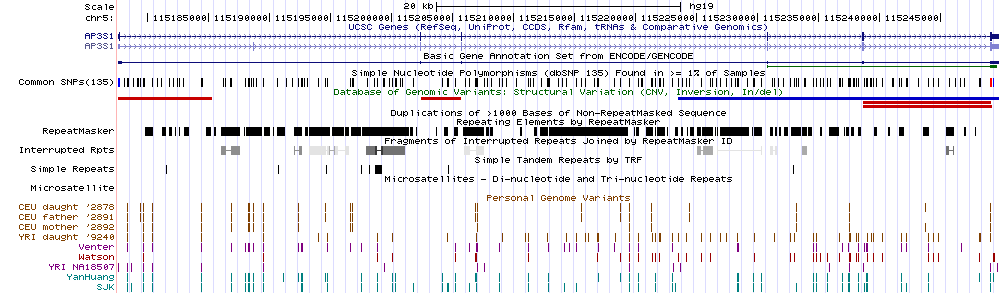 Scale 20 kb hg19
chr5: 115185000 115190000 115195000 115200000 115205000 115210000 115215000 115220000 115225000 115230000 115235000 115240000 115245000
UCSC Genes (RefSeq, UniProt, CCDS, Rfam, tRNAs & Comparative Genomics)
AP3S1
AP3S1
Basic Gene Annotation Set from ENCODE/GENCODE
Simple Nucleotide Polymorphisms (dbSNP 135) Found in >= 1% of Samples
Common SNPs(135)
Database of Genomic Variants: Structural Variation (CNV, Inversion, In/del)
Duplications of >1000 Bases of Non-RepeatMasked Sequence
Repeating Elements by RepeatMasker
RepeatMasker
Fragments of Interrupted Repeats Joined by RepeatMasker ID
Interrupted Rpts
Simple Tandem Repeats by TRF
Simple Repeats
Microsatellites - Di-nucleotide and Tri-nucleotide Repeats
Microsatellite
Personal Genome Variants
CEU daught '2878
CEU father '2891
CEU mother '2892
YRI daught '9240
Venter
Watson
YRI NA18507
YanHuang
SJK